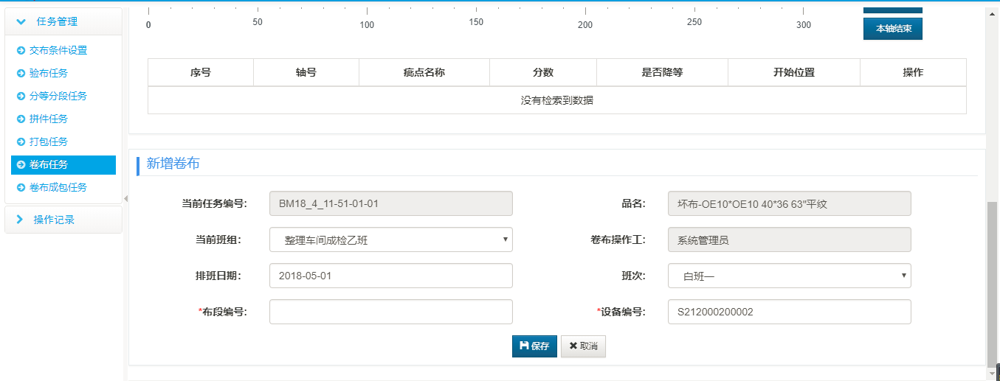 任务管理
交布条件设置
验布任务
分等分段任务
拼件任务
打包任务
卷布任务
卷布成包任务
操作记录
0 50 100 150 200 250 300
本轴结束
序号 轴号 疵点名称 分数 是否降等 开始位置 操作
没有检索到数据
新增卷布
当前任务编号: BM18_4_11-51-01-01 品名: 坏布-OE10*OE10 40*36 63"平纹
当前班组: 整理车间成检乙班 卷布操作工: 系统管理员
排班日期: 2018-05-01 班次: 白班一
*布段编号: *设备编号: S212000200002
保存 取消